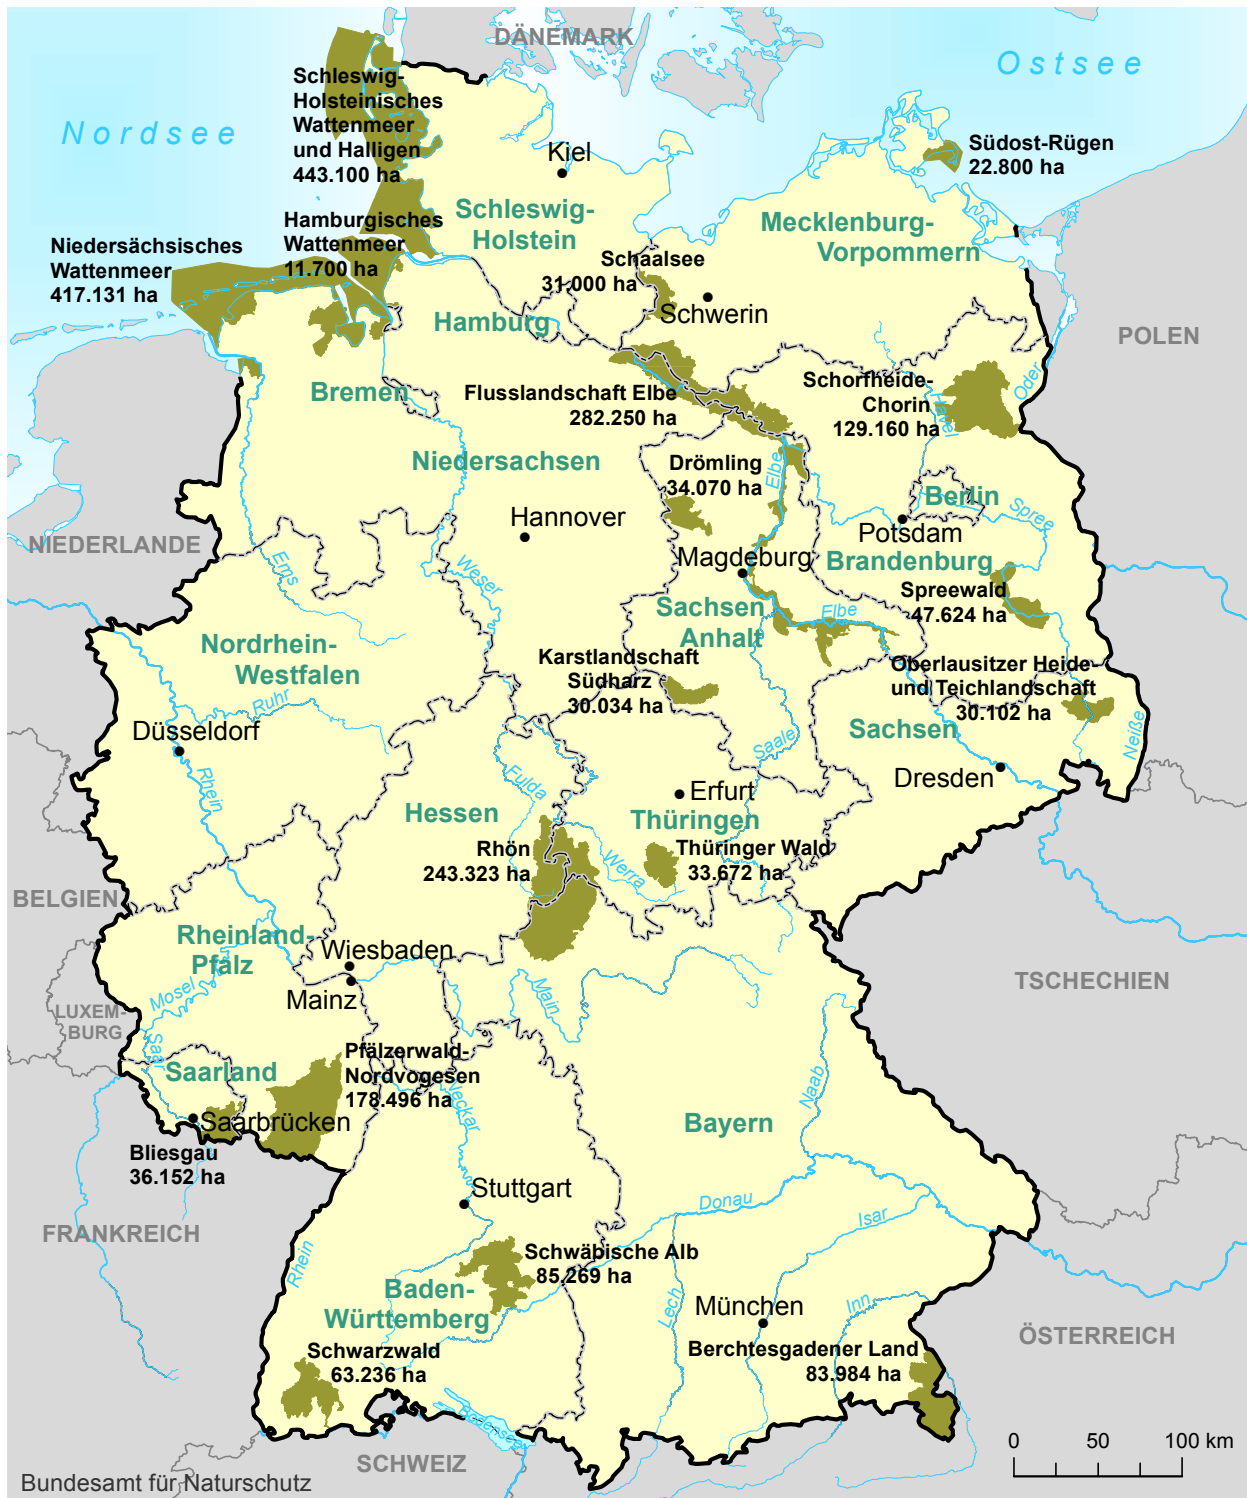 DÄNEMARK
Ostsee
Nordsee
Schleswig-
Holsteinisches
Wattenmeer
und Halligen
443.100 ha
Kiel
Südost-Rügen
22.800 ha
Schleswig-
Holstein
Mecklenburg-
Vorpommern
Hamburgisches
Wattenmeer
11.700 ha
Niedersächsisches
Wattenmeer
417.131 ha
Schaalsee
31.000 ha
Schwerin
Hamburg
POLEN
Bremen
Flusslandschaft Elbe
282.250 ha
Schorfheide-
Chorin
129.160 ha
Oder
Havel
Niedersachsen
Drömling
34.070 ha
Elbe
Berlin
Spree
Hannover
Potsdam
NIEDERLANDE
Ems
Weser
Magdeburg
Brandenburg
Spreewald
47.624 ha
Sachsen
Anhalt
Elbe
Nordrhein-
Westfalen
Ruhr
Karstlandschaft
Südharz
30.034 ha
Oberlausitzer Heide-
und Teichlandschaft
30.102 ha
Düsseldorf
Saale
Sachsen
Neiße
Rhein
Fulda
Dresden
Erfurt
Hessen
Thüringen
Rhön
243.323 ha
Werra
Thüringer Wald
33.672 ha
BELGIEN
Rheinland-
Pfalz
Wiesbaden
Mainz
Mosel
Main
TSCHECHIEN
LUXEM-
BURG
Saar
Saarland
Pfälzerwald-
Nordvogesen
178.496 ha
Neckar
Naab
Saarbrücken
Bayern
Bliesgau
36.152 ha
Stuttgart
Donau
Isar
FRANKREICH
Rhein
Schwäbische Alb
85.269 ha
Baden-
Württemberg
Lech
München
Inn
Schwarzwald
63.236 ha
Berchtesgadener Land
83.984 ha
ÖSTERREICH
Bodensee
SCHWEIZ
0 50 100 km
Bundesamt für Naturschutz